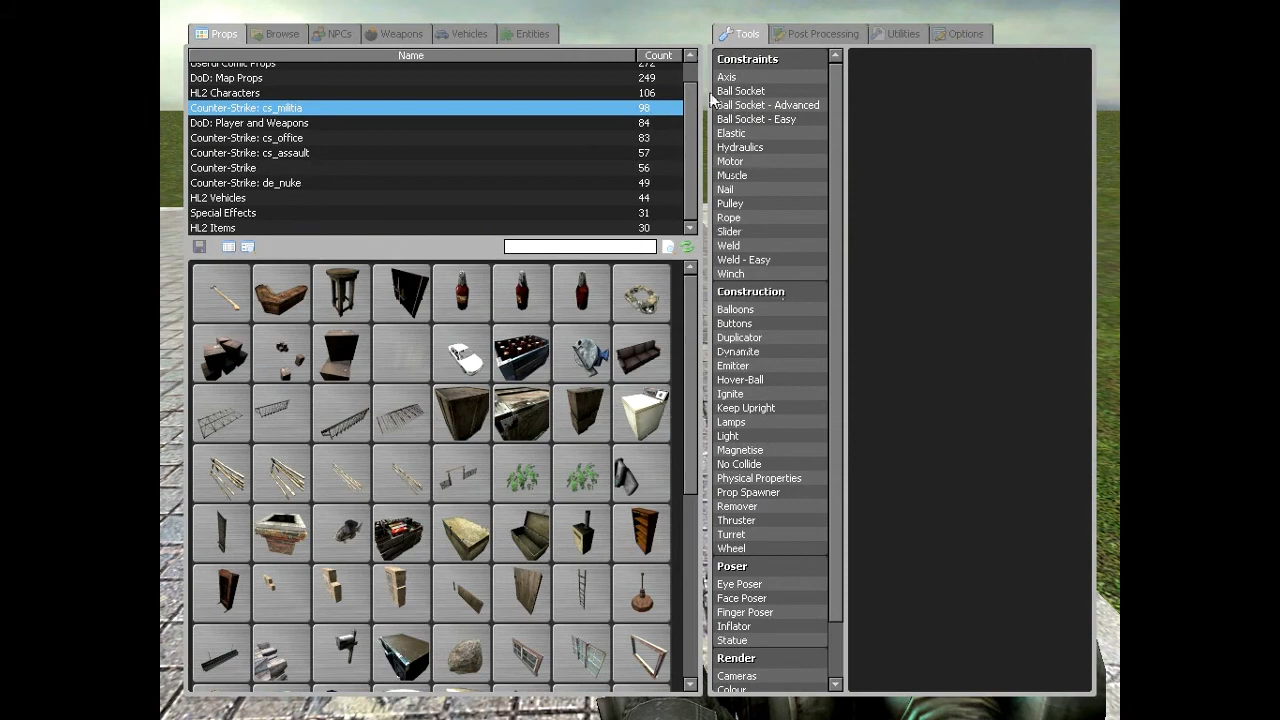 Props
Browse
NPCs
Weapons
Vehicles
Entities
Name Count
Useful Comic Props 272
DoD: Map Props 249
HL2 Characters 106
Counter-Strike: cs_militia 98
DoD: Player and Weapons 84
Counter-Strike: cs_office 83
Counter-Strike: cs_assault 57
Counter-Strike 56
Counter-Strike: de_nuke 49
HL2 Vehicles 44
Special Effects 31
HL2 Items 30
Tools
Post Processing
Utilities
Options
Constraints
Axis
Ball Socket
Ball Socket - Advanced
Ball Socket - Easy
Elastic
Hydraulics
Motor
Muscle
Nail
Pulley
Rope
Slider
Weld
Weld - Easy
Winch
Construction
Balloons
Buttons
Duplicator
Dynamite
Emitter
Hover-Ball
Ignite
Keep Upright
Lamps
Light
Magnetise
No Collide
Physical Properties
Prop Spawner
Remover
Thruster
Turret
Wheel
Poser
Eye Poser
Face Poser
Finger Poser
Inflator
Statue
Render
Cameras
Colour